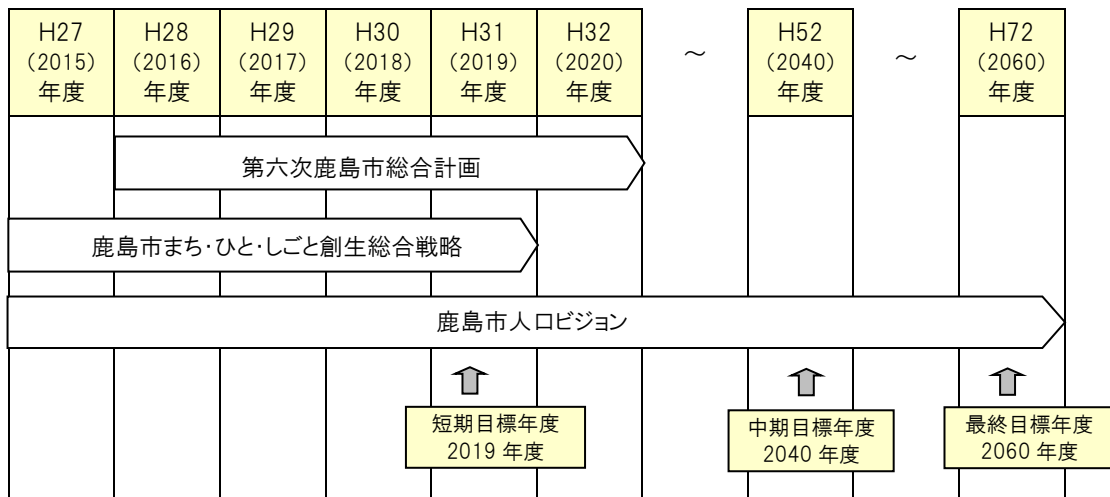 H27
(2015)
年度
H28
(2016)
年度
H29
(2017)
年度
H30
(2018)
年度
H31
(2019)
年度
H32
(2020)
年度
～
H52
(2040)
年度
～
H72
(2060)
年度
第六次鹿島市総合計画
鹿島市まち・ひと・しごと創生総合戦略
鹿島市人口ビジョン
短期目標年度
2019 年度
中期目標年度
2040 年度
最終目標年度
2060 年度